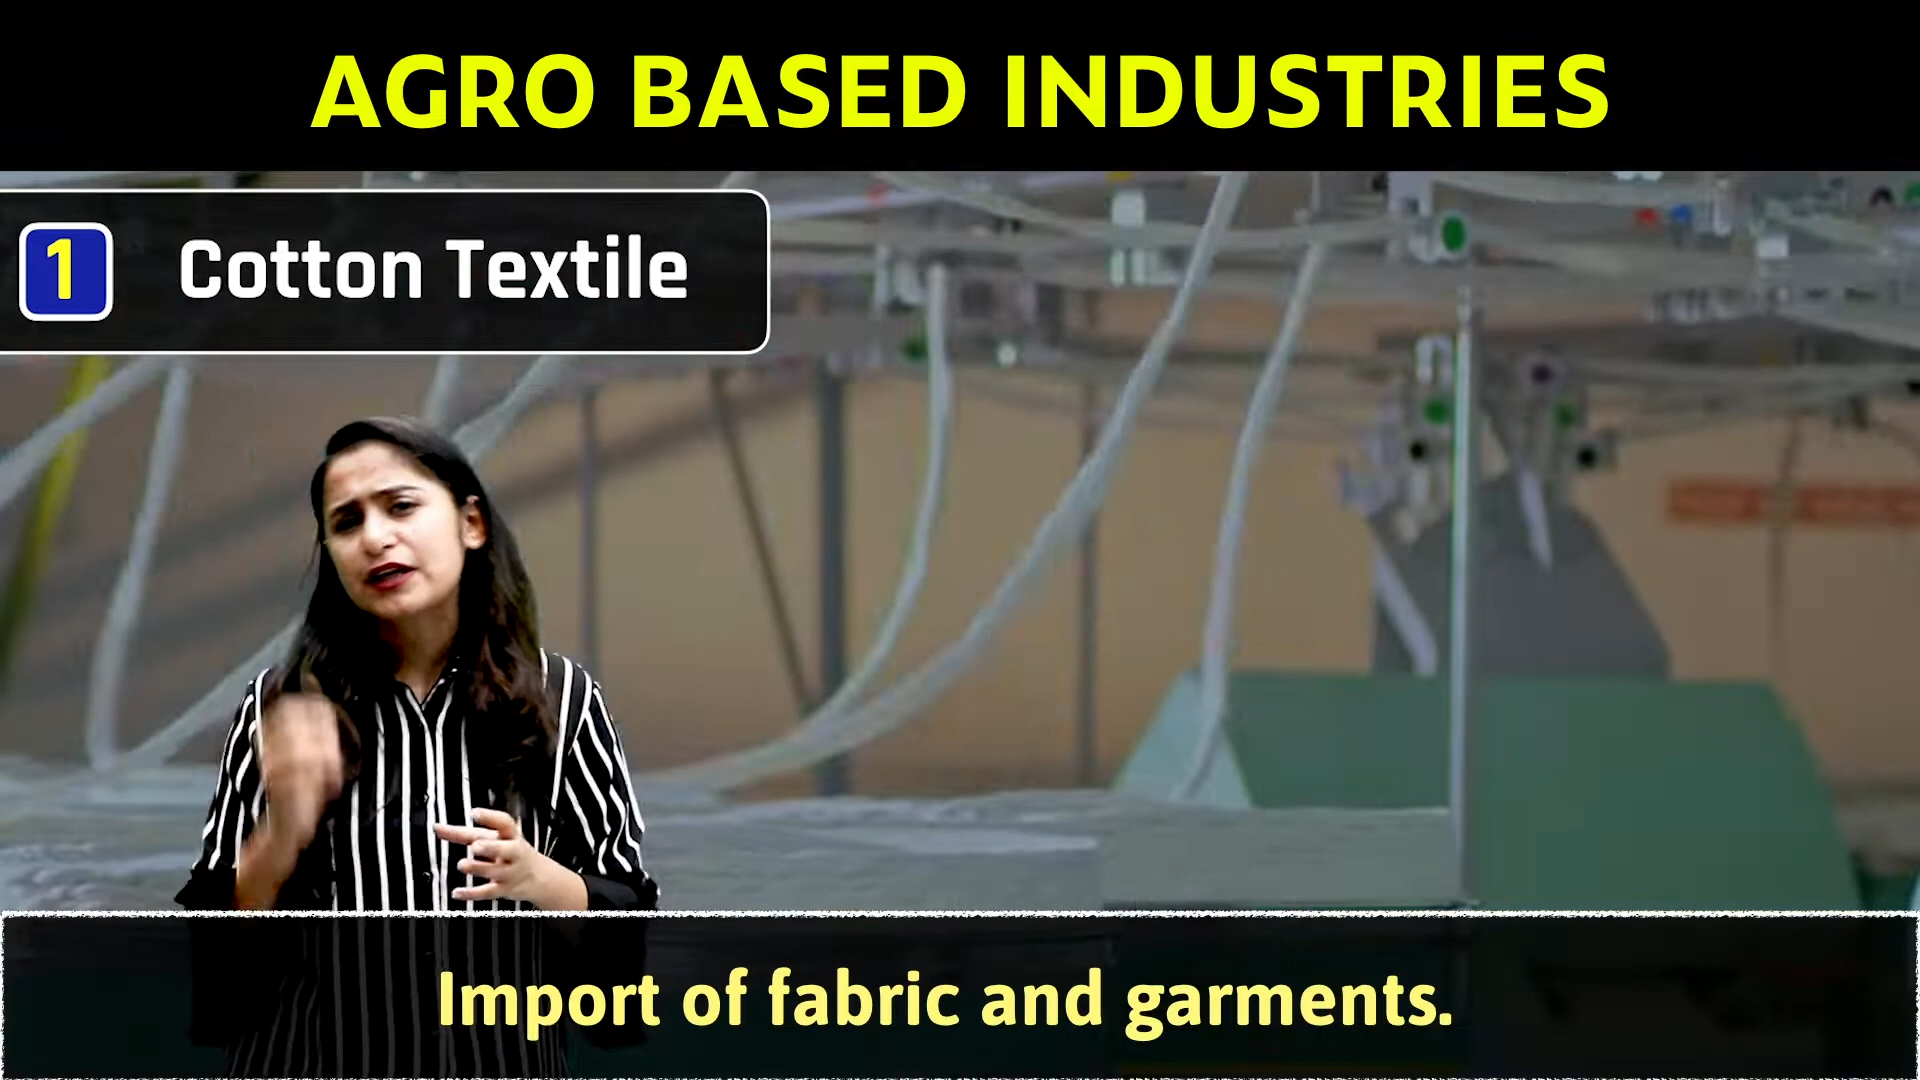 AGRO BASED INDUSTRIES
1 Cotton Textile
Import of fabric and garments.